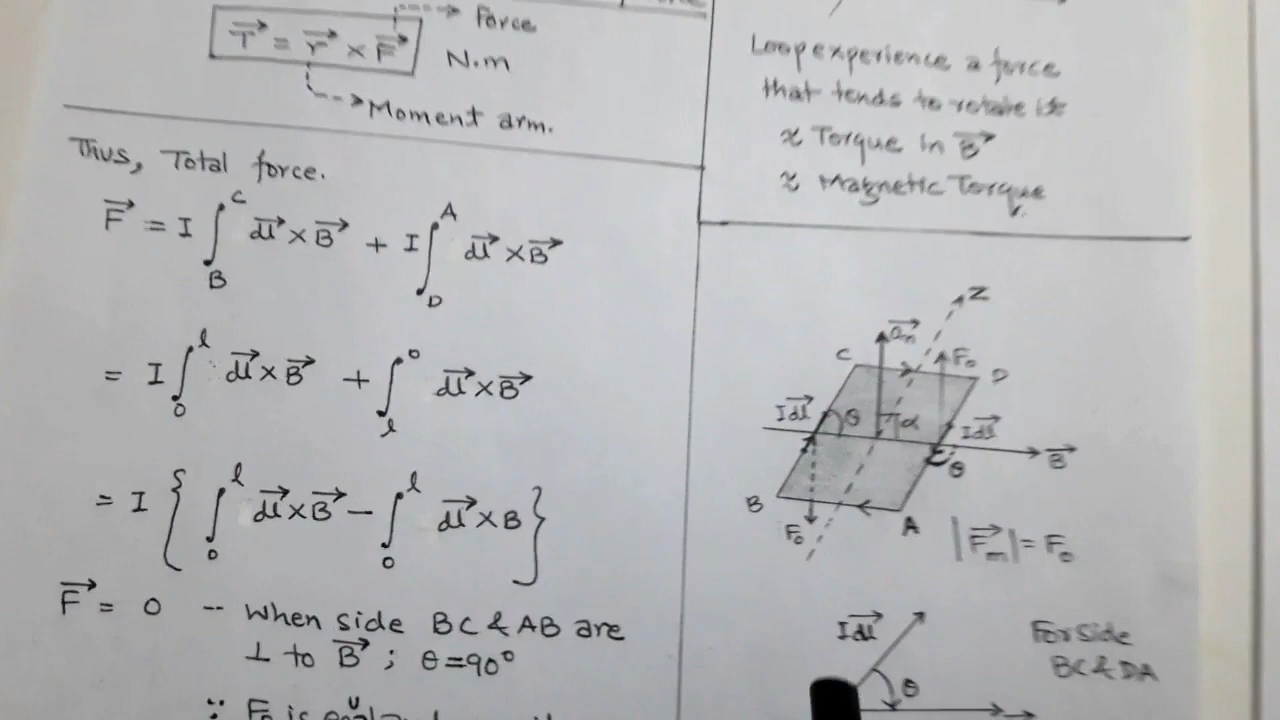 T = r × F
Force
N.m
Moment arm.
Thus, Total force.
F = I ∫_B^C dl × B + I ∫_D^A dl × B
= I ∫_0^l dl × B + ∫_l^0 dl × B
= I { ∫_0^l dl × B − ∫_0^l dl × B }
F = 0 -- when side BC & AB are
⊥ to B ; θ = 90°
∵ F₀ is
Loop experience a force
that tends to rotate it
≈ Torque in B
≈ Magnetic Torque
Z
an
C
F₀
D
Idl
θ
α
Idl
B
θ
B
F₀
A
|Fm| = F₀
Idl
For side
BC & DA
θ